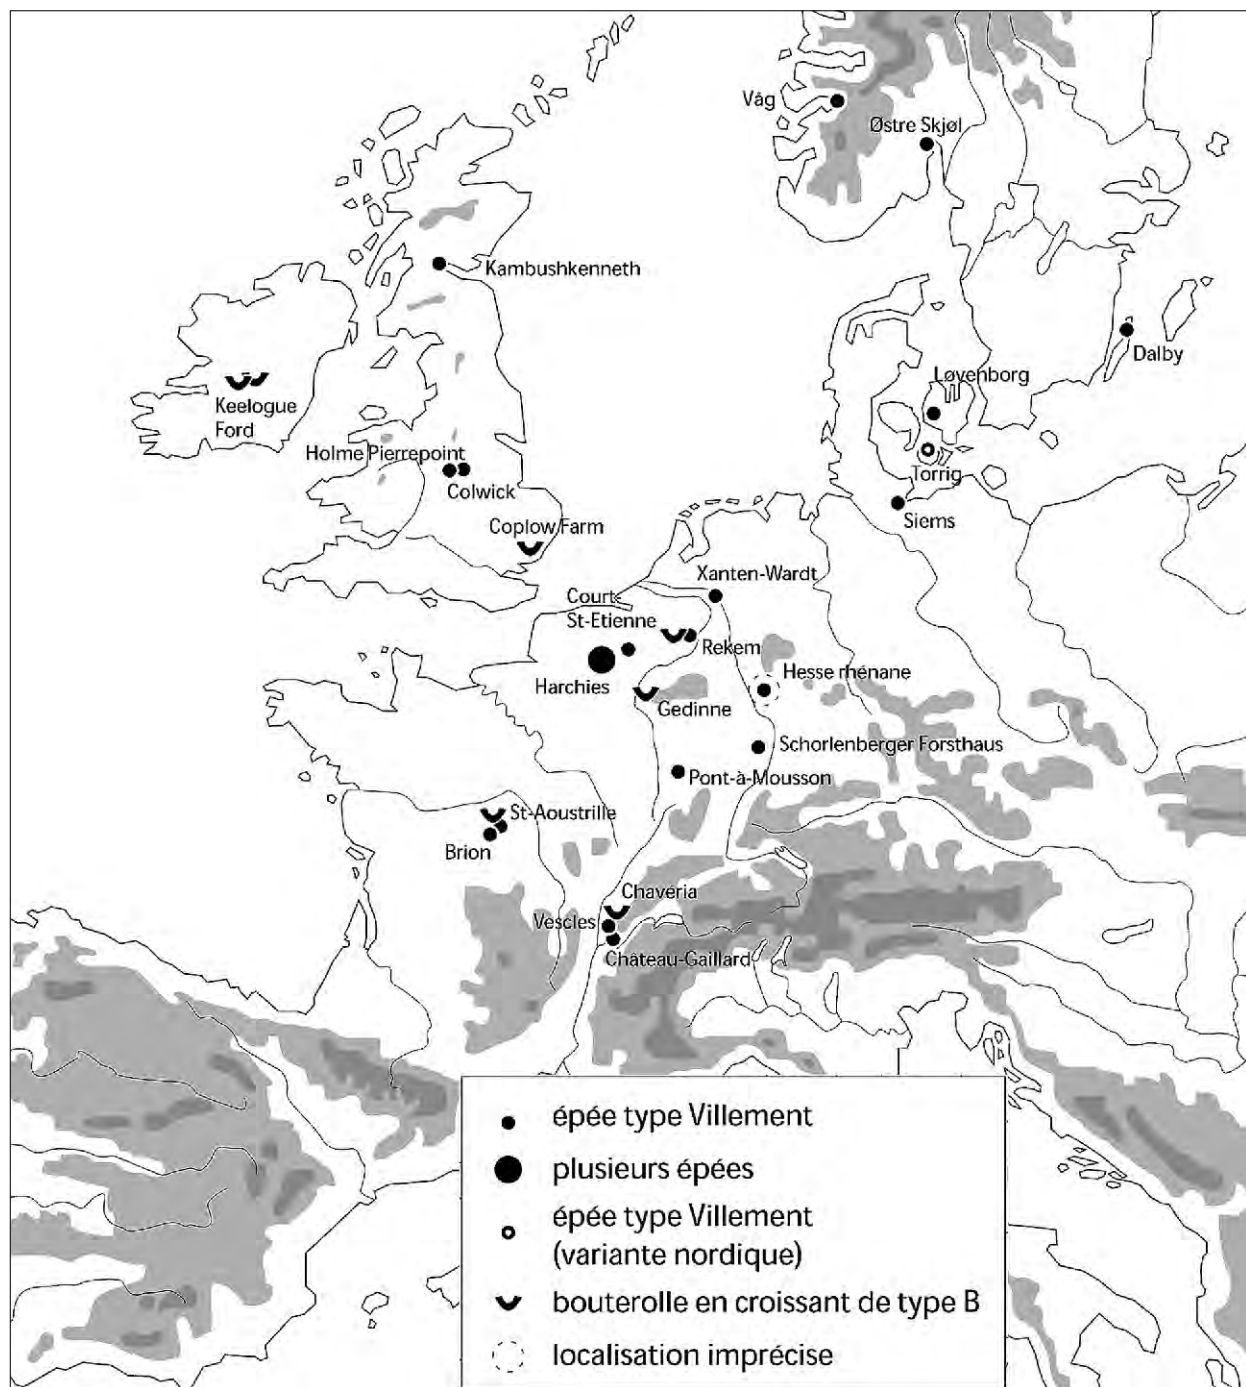 Våg
Østre Skjøl
Kambushkenneth
Dalby
Løvenborg
Keelogue
Ford
Holme Pierrepoint
Torrig
Colwick
Siems
Coplow Farm
Xanten-Wardt
Court-
St-Etienne
Rekem
Hesse rhénane
Harchies
Gedinne
Schorlenberger Forsthaus
Pont-à-Mousson
St-Aoustrille
Brion
Chavéria
Vescles
Château-Gaillard
épée type Villement
plusieurs épées
épée type Villement
(variante nordique)
bouterolle en croissant de type B
localisation imprécise